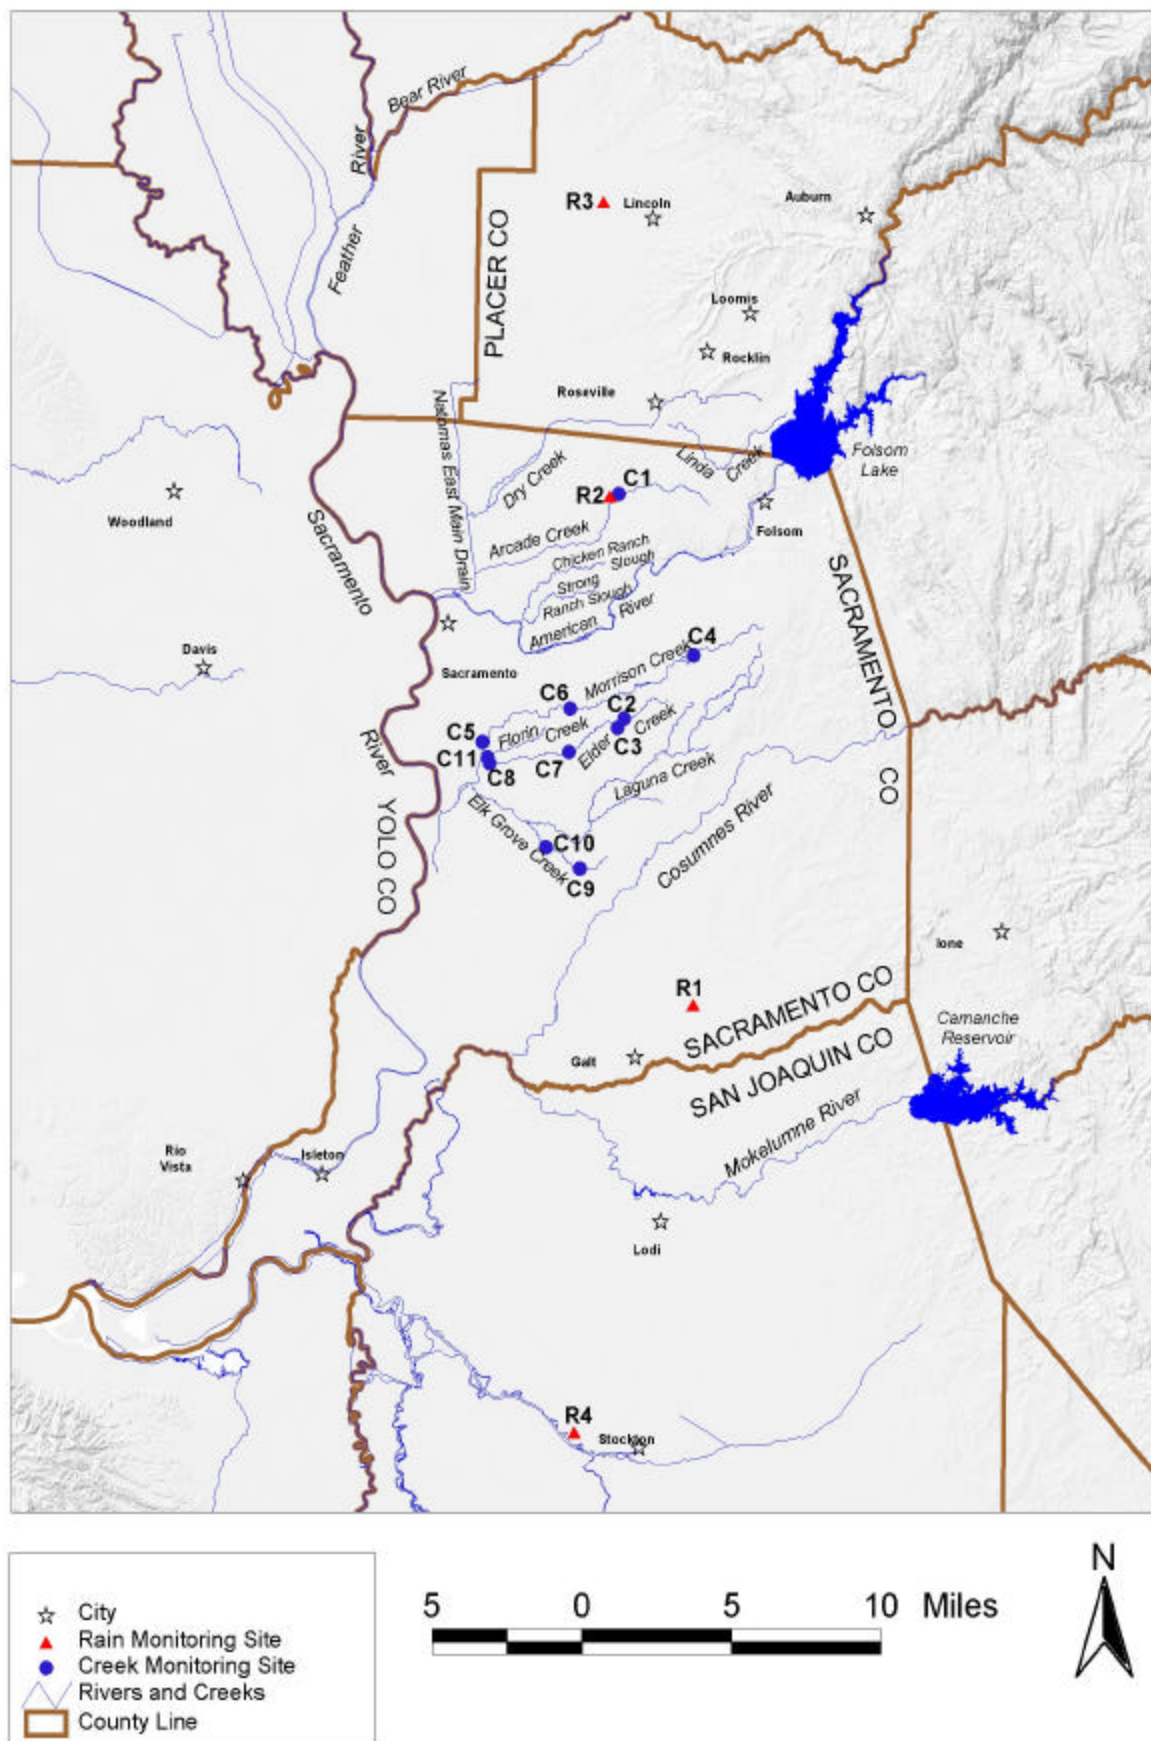 Bear River
River
Feather
R3
Lincoln
Auburn
PLACER CO
Loomis
Rocklin
Roseville
Natomas East Main Drain
Linda
Creek
Folsom
Lake
Dry Creek
C1
R2
Woodland
Sacramento
Arcade Creek
Folsom
Chicken Ranch
Slough
Strong
Ranch Slough
American
River
SACRAMENTO
CO
Davis
Sacramento
C4
Morrison Creek
C6
C2
C5
Florin
Creek
Elder
Creek
C3
C11
C8
C7
River
Laguna Creek
YOLO CO
Elk Grove Creek
C10
C9
Cosumnes River
Ione
R1
SACRAMENTO CO
Camanche
Reservoir
Galt
SAN JOAQUIN CO
Mokelumne River
Rio
Vista
Isleton
Lodi
R4
Stockton
City
Rain Monitoring Site
Creek Monitoring Site
Rivers and Creeks
County Line
5 0 5 10 Miles
N